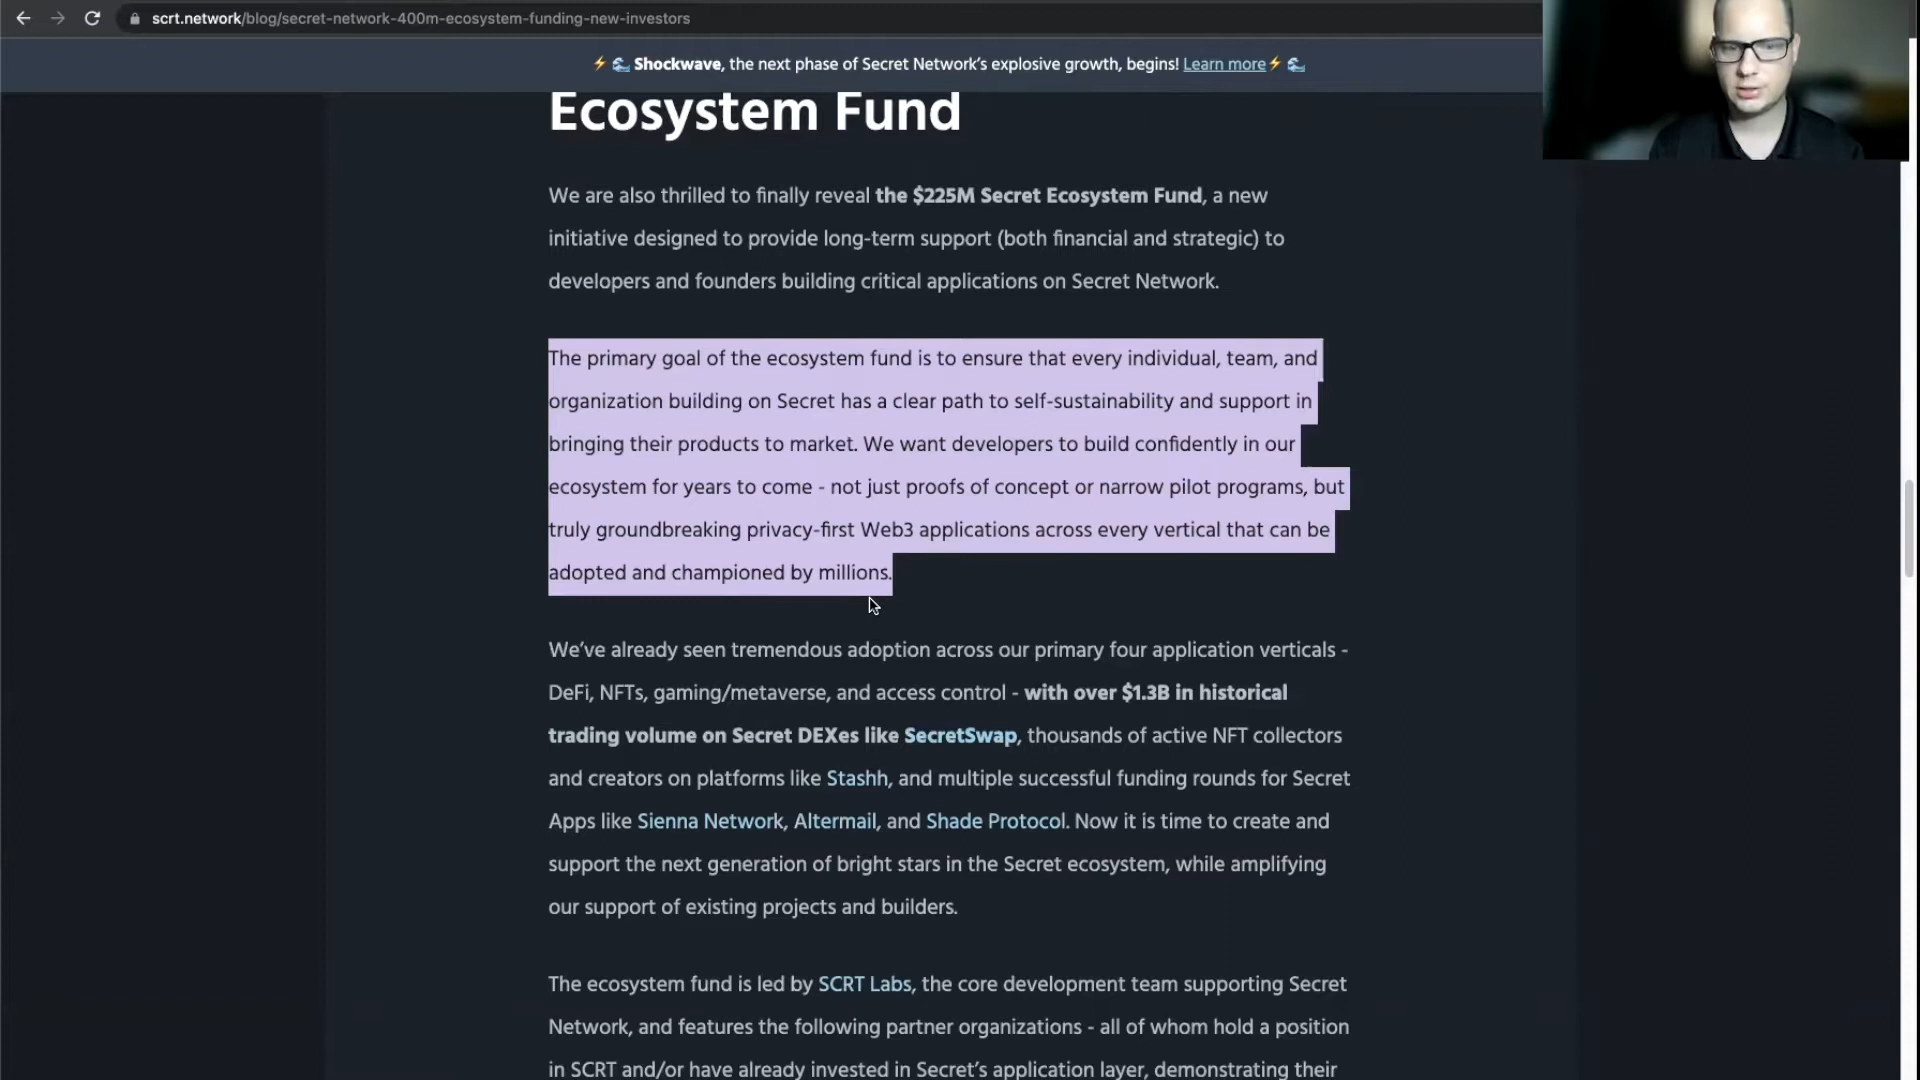 scrt.network/blog/secret-network-400m-ecosystem-funding-new-investors
⚡ 🌊 Shockwave, the next phase of Secret Network’s explosive growth, begins! Learn more ⚡ 🌊
Ecosystem Fund
We are also thrilled to finally reveal the $225M Secret Ecosystem Fund, a new
initiative designed to provide long-term support (both financial and strategic) to
developers and founders building critical applications on Secret Network.
The primary goal of the ecosystem fund is to ensure that every individual, team, and
organization building on Secret has a clear path to self-sustainability and support in
bringing their products to market. We want developers to build confidently in our
ecosystem for years to come - not just proofs of concept or narrow pilot programs, but
truly groundbreaking privacy-first Web3 applications across every vertical that can be
adopted and championed by millions.
We’ve already seen tremendous adoption across our primary four application verticals -
DeFi, NFTs, gaming/metaverse, and access control - with over $1.3B in historical
trading volume on Secret DEXes like SecretSwap, thousands of active NFT collectors
and creators on platforms like Stashh, and multiple successful funding rounds for Secret
Apps like Sienna Network, Altermail, and Shade Protocol. Now it is time to create and
support the next generation of bright stars in the Secret ecosystem, while amplifying
our support of existing projects and builders.
The ecosystem fund is led by SCRT Labs, the core development team supporting Secret
Network, and features the following partner organizations - all of whom hold a position
in SCRT and/or have already invested in Secret’s application layer, demonstrating their